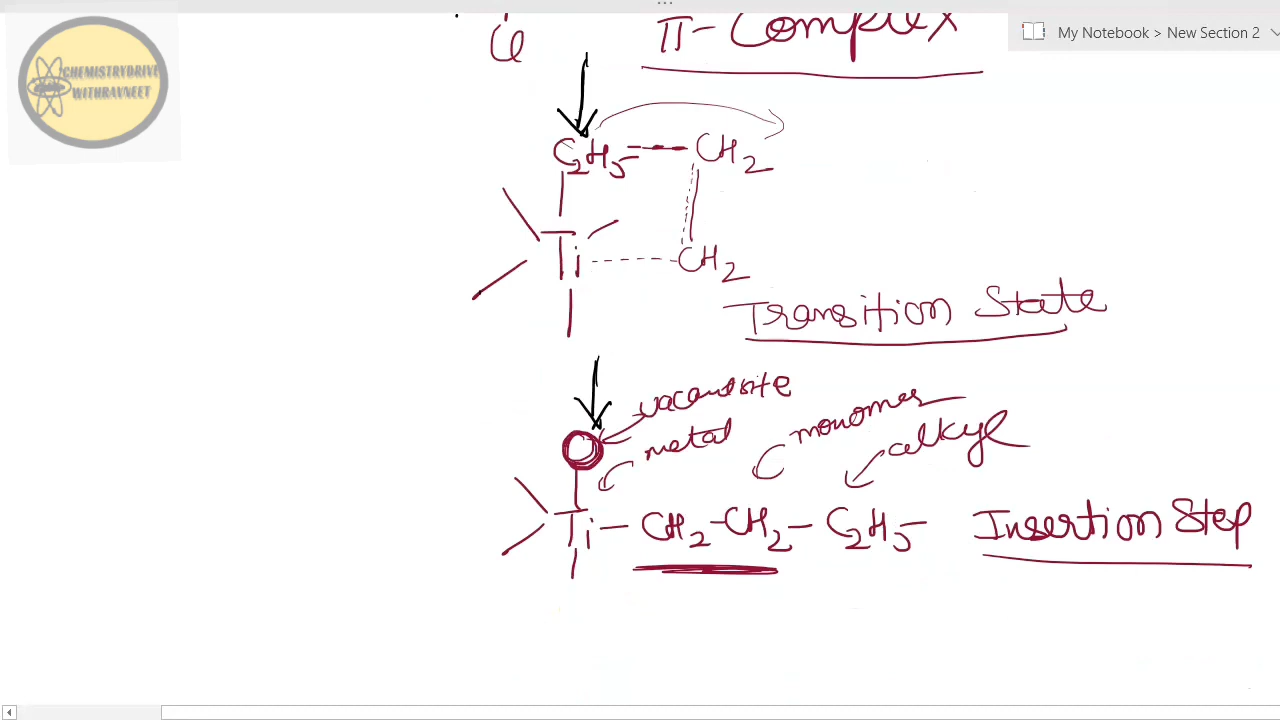 My Notebook > New Section 2
CHEMISTRYDRIVE
WITHRAVNEET
Cl
π-Complex
C2H5---CH2
Ti
CH2
Transition State
vacant site
metal
monomer
alkyl
Ti-CH2-CH2-C2H5- Insertion Step